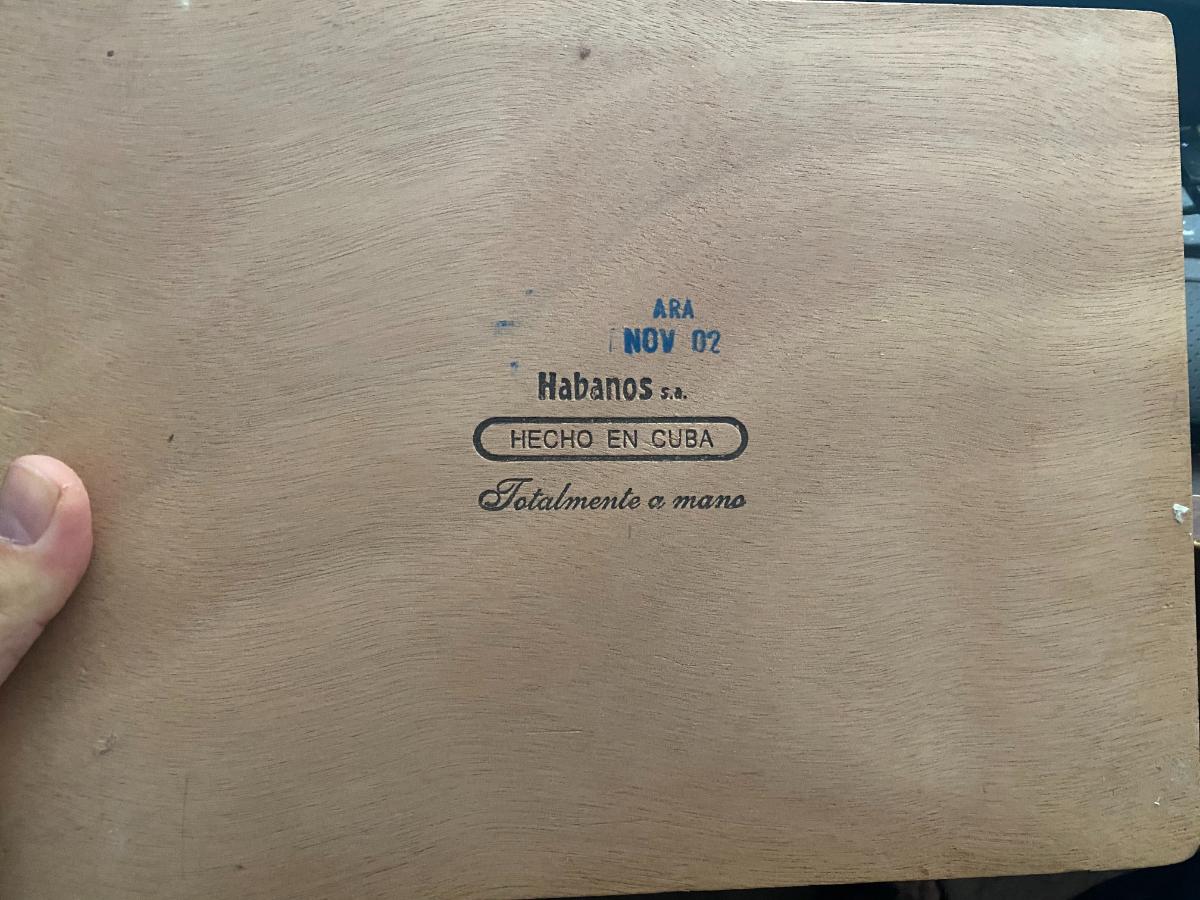 ARA
NOV 02
Habanos s.a.
HECHO EN CUBA
Totalmente a mano